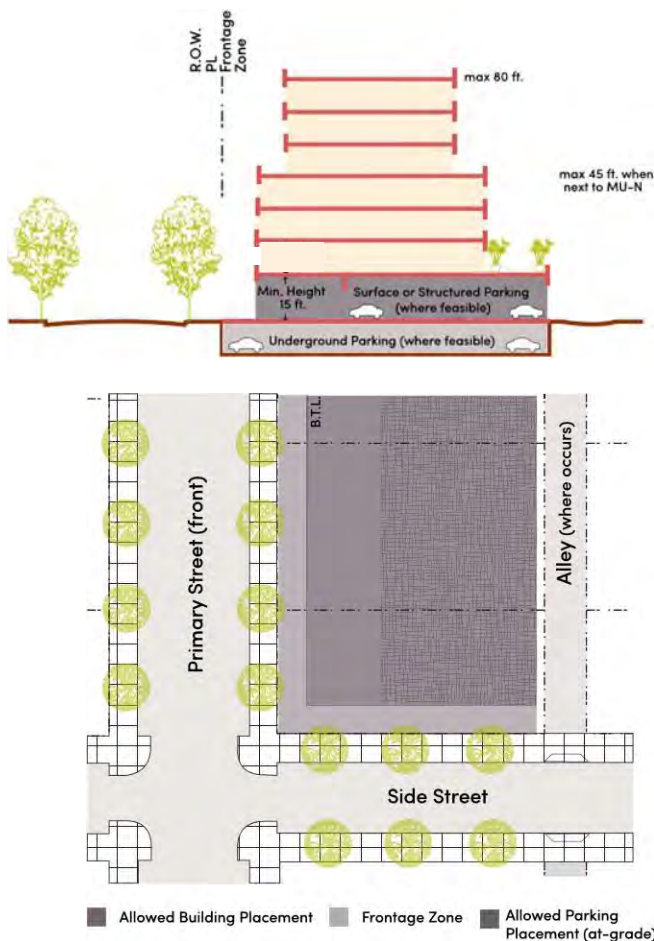 R.O.W.
PL
Frontage
Zone
max 80 ft.
max 45 ft. when
next to MU-N
Min. Height
15 ft.
Surface or Structured Parking
(where feasible)
Underground Parking (where feasible)
B.T.L.
Primary Street (front)
Alley (where occurs)
Side Street
Allowed Building Placement
Frontage Zone
Allowed Parking
Placement (at-grade)